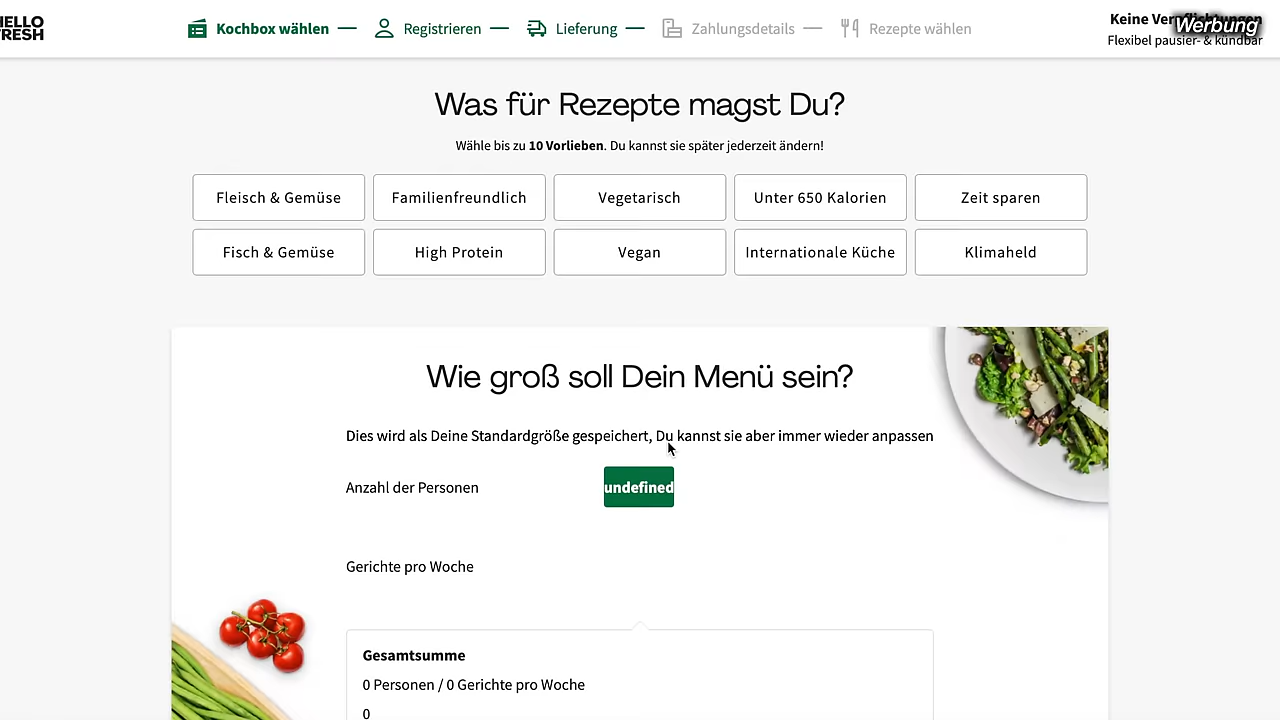 HELLO
FRESH
Kochbox wählen
Registrieren
Lieferung
Zahlungsdetails
Rezepte wählen
Keine Verpflichtungen
Werbung
Flexibel pausier- & kündbar
Was für Rezepte magst Du?
Wähle bis zu 10 Vorlieben. Du kannst sie später jederzeit ändern!
Fleisch & Gemüse
Familienfreundlich
Vegetarisch
Unter 650 Kalorien
Zeit sparen
Fisch & Gemüse
High Protein
Vegan
Internationale Küche
Klimaheld
Wie groß soll Dein Menü sein?
Dies wird als Deine Standardgröße gespeichert, Du kannst sie aber immer wieder anpassen
Anzahl der Personen
undefined
Gerichte pro Woche
Gesamtsumme
0 Personen / 0 Gerichte pro Woche
0